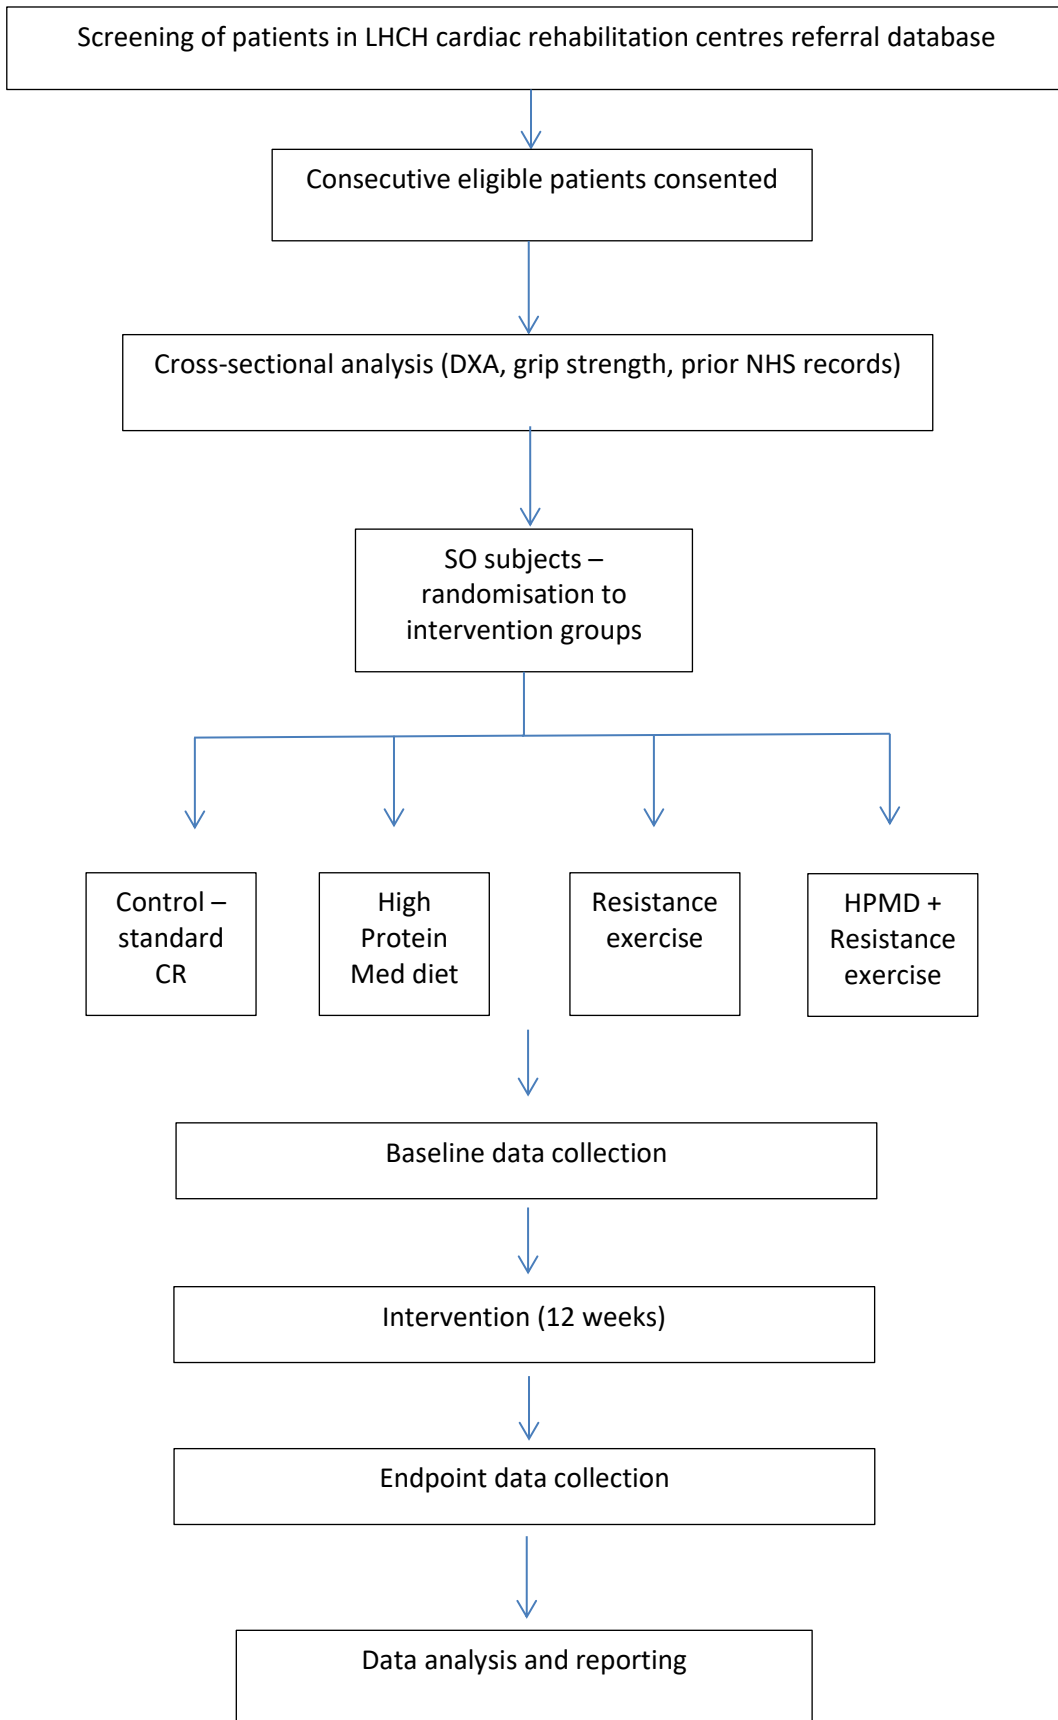 Screening of patients in LHCH cardiac rehabilitation centres referral database
Consecutive eligible patients consented
Cross-sectional analysis (DXA, grip strength, prior NHS records)
SO subjects –
randomisation to
intervention groups
Control –
standard
CR
High
Protein
Med diet
Resistance
exercise
HPMD +
Resistance
exercise
Baseline data collection
Intervention (12 weeks)
Endpoint data collection
Data analysis and reporting